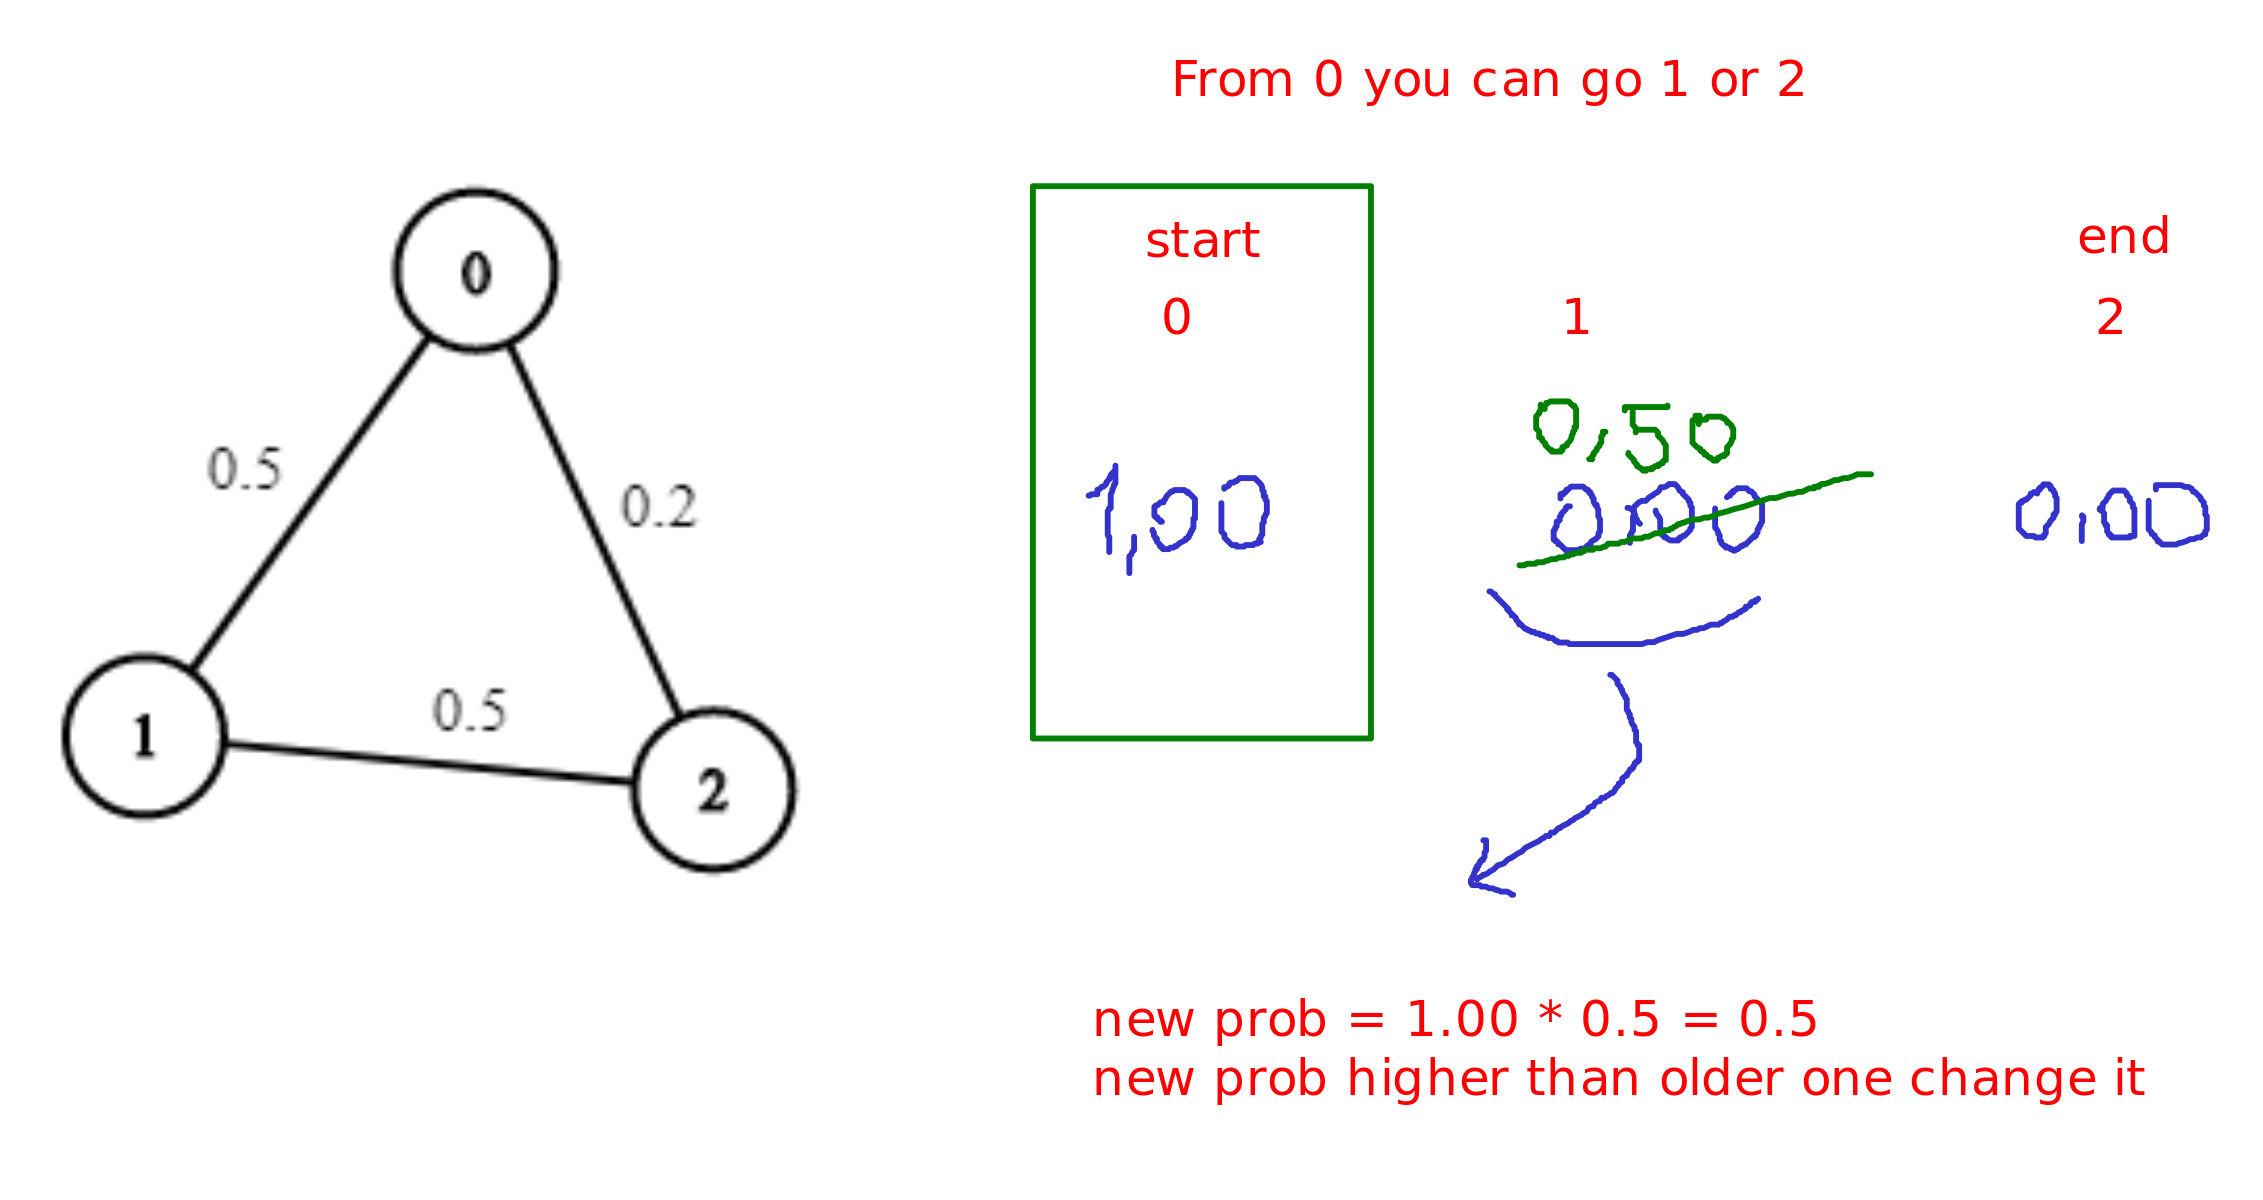 From 0 you can go 1 or 2
0
0.5
0.2
1
0.5
2
start
end
0
1
2
0,50
1,00
0,00
0,00
new prob = 1.00 * 0.5 = 0.5
new prob higher than older one change it